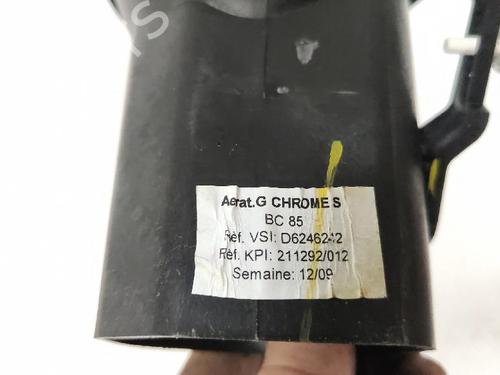 Aerat.G CHROME S
BC 85
Réf. VSI: D6246242
Réf. KPI: 211292/012
Semaine: 12/09